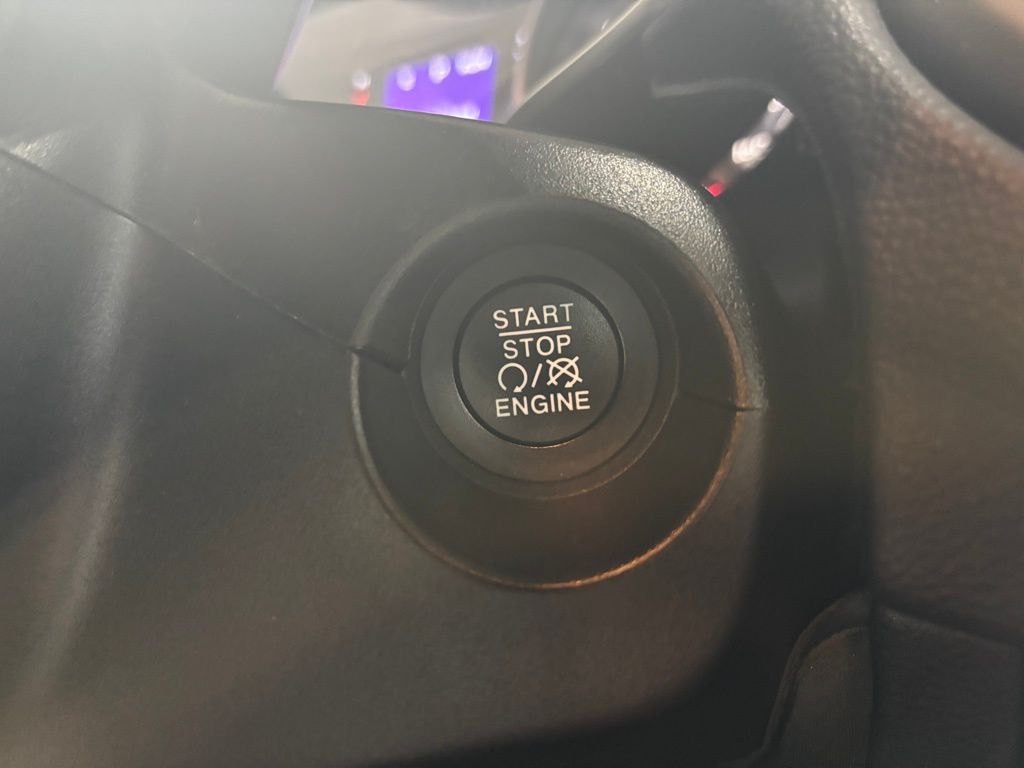 START
STOP
/
ENGINE